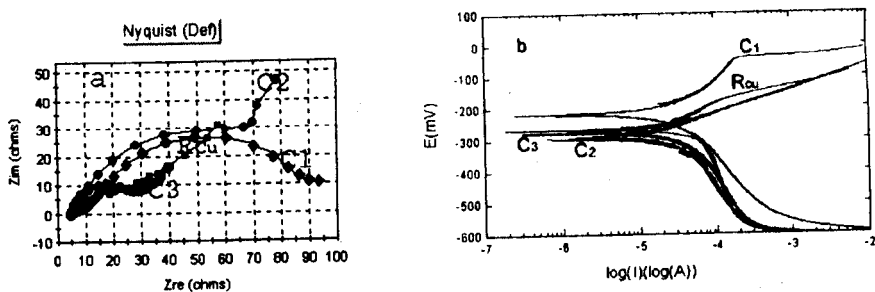 Nyquist (Def)
a
C2
C1
C3
Zim (ohms)
50
40
30
20
10
0
-10
0 10 20 30 40 50 60 70 80 90 100
Zre (ohms)
b
C1
Rcu
C3
C2
E(mV)
100
0
-100
-200
-300
-400
-500
-600
-7 -6 -5 -4 -3 -2
log(I)(log(A))